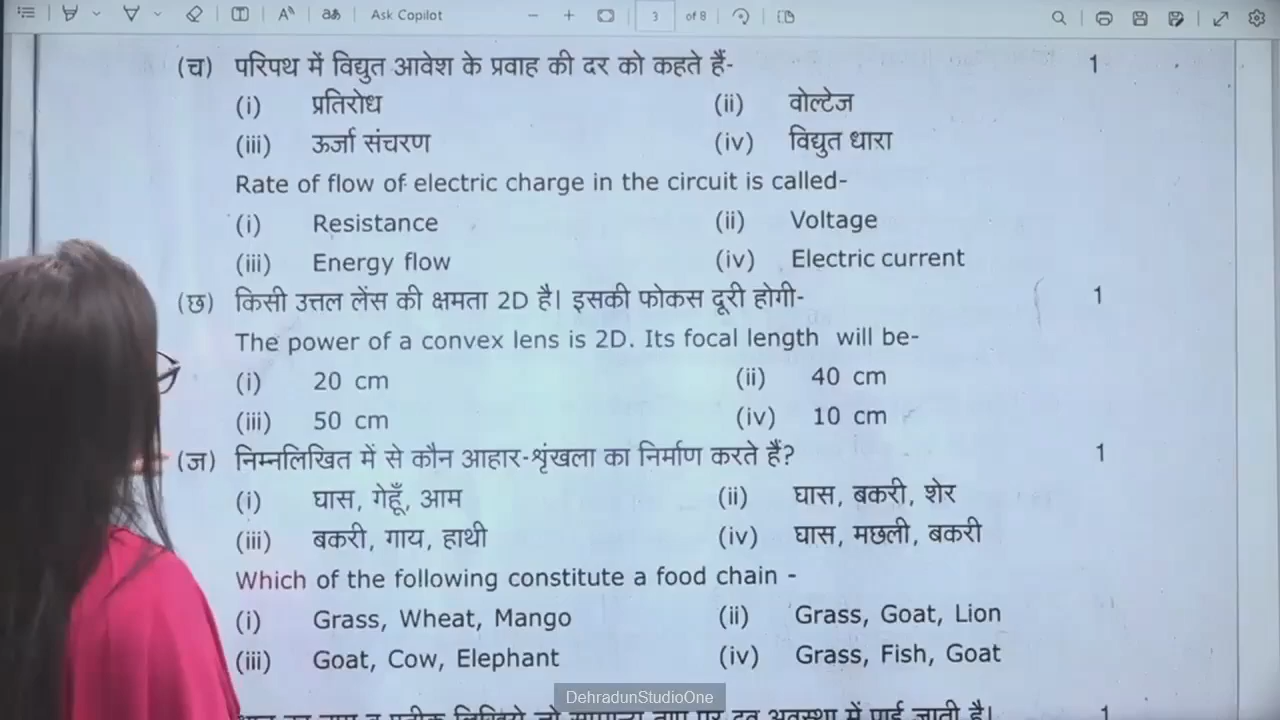 Ask Copilot
3 of 8
(च) परिपथ में विद्युत आवेश के प्रवाह की दर को कहते हैं- 1
(i) प्रतिरोध (ii) वोल्टेज
(iii) ऊर्जा संचरण (iv) विद्युत धारा
Rate of flow of electric charge in the circuit is called-
(i) Resistance (ii) Voltage
(iii) Energy flow (iv) Electric current
(छ) किसी उत्तल लेंस की क्षमता 2D है। इसकी फोकस दूरी होगी- 1
The power of a convex lens is 2D. Its focal length will be-
(i) 20 cm (ii) 40 cm
(iii) 50 cm (iv) 10 cm
(ज) निम्नलिखित में से कौन आहार-श्रृंखला का निर्माण करते हैं? 1
(i) घास, गेहूँ, आम (ii) घास, बकरी, शेर
(iii) बकरी, गाय, हाथी (iv) घास, मछली, बकरी
Which of the following constitute a food chain -
(i) Grass, Wheat, Mango (ii) Grass, Goat, Lion
(iii) Goat, Cow, Elephant (iv) Grass, Fish, Goat
DehradunStudioOne
में पाई जाती है। 1